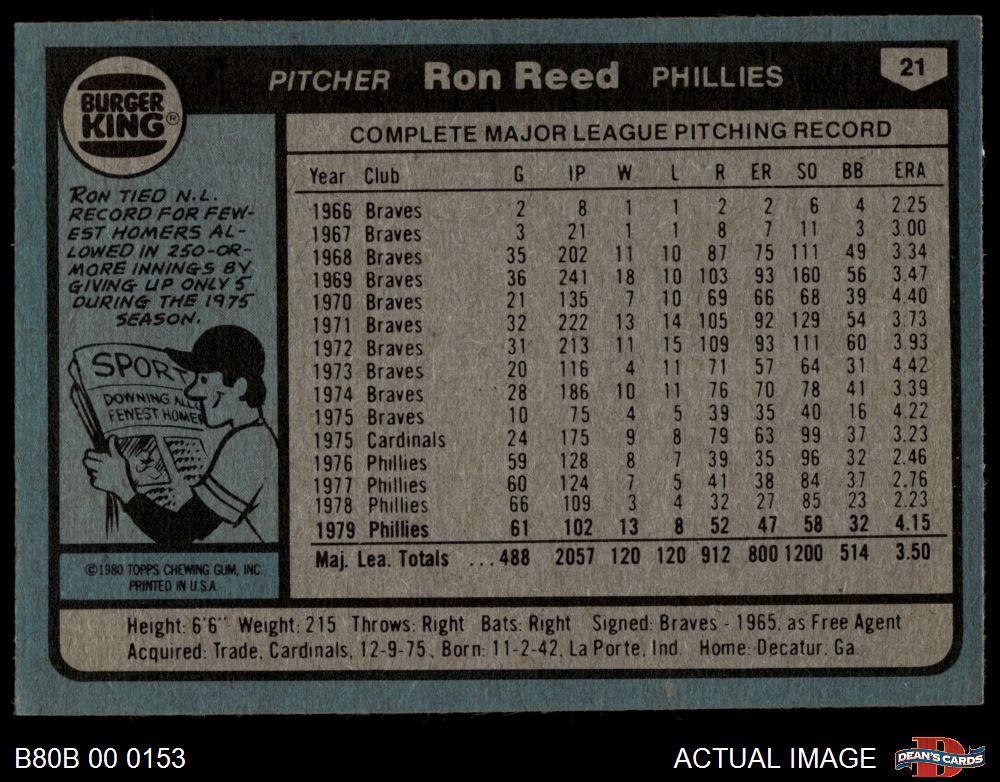 PITCHER Ron Reed PHILLIES 21
BURGER
KING®
RON TIED N.L.
RECORD FOR FEW-
EST HOMERS AL-
LOWED IN 250-OR-
MORE INNINGS BY
GIVING UP ONLY 5
DURING THE 1975
SEASON.
SPORT
DOWNING AL
FEWEST HOMER
©1980 TOPPS CHEWING GUM, INC
PRINTED IN U.S.A.
COMPLETE MAJOR LEAGUE PITCHING RECORD
Year Club G IP W L R ER SO BB ERA
1966 Braves 2 8 1 1 2 2 6 4 2.25
1967 Braves 3 21 1 1 8 7 11 3 3.00
1968 Braves 35 202 11 10 87 75 111 49 3.34
1969 Braves 36 241 18 10 103 93 160 56 3.47
1970 Braves 21 135 7 10 69 66 68 39 4.40
1971 Braves 32 222 13 14 105 92 129 54 3.73
1972 Braves 31 213 11 15 109 93 111 60 3.93
1973 Braves 20 116 4 11 71 57 64 31 4.42
1974 Braves 28 186 10 11 76 70 78 41 3.39
1975 Braves 10 75 4 5 39 35 40 16 4.22
1975 Cardinals 24 175 9 8 79 63 99 37 3.23
1976 Phillies 59 128 8 7 39 35 96 32 2.46
1977 Phillies 60 124 7 5 41 38 84 37 2.76
1978 Phillies 66 109 3 4 32 27 85 23 2.23
1979 Phillies 61 102 13 8 52 47 58 32 4.15
Maj. Lea. Totals ... 488 2057 120 120 912 800 1200 514 3.50
Height: 6'6" Weight: 215 Throws: Right Bats: Right Signed: Braves - 1965, as Free Agent
Acquired: Trade, Cardinals, 12-9-75, Born: 11-2-42, La Porte, Ind. Home: Decatur, Ga.
B80B 00 0153 ACTUAL IMAGE D DEAN'S CARDS